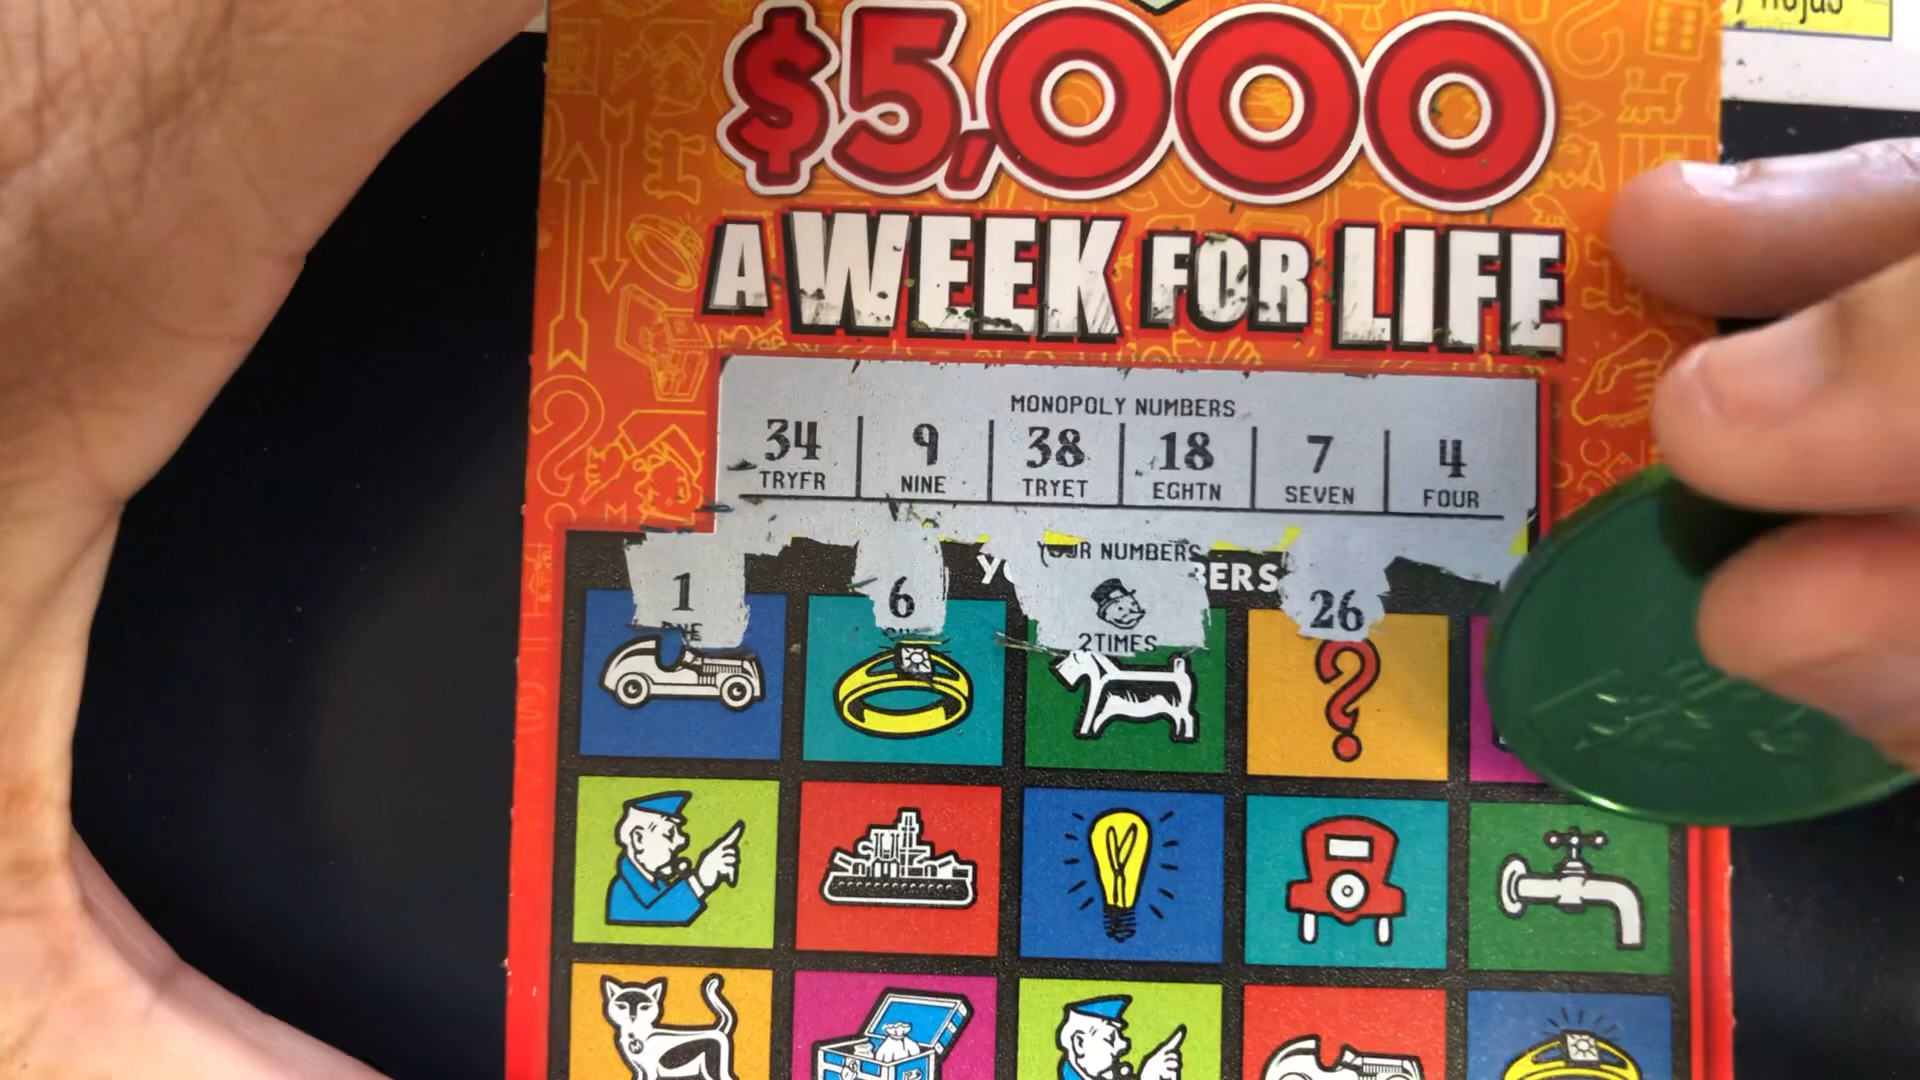 $5,000
A WEEK FOR LIFE
MONOPOLY NUMBERS
34 9 38 18 7 4
TRYFR NINE TRYET EGHTN SEVEN FOUR
YOUR NUMBERS
1 6 26
ONE 2TIMES